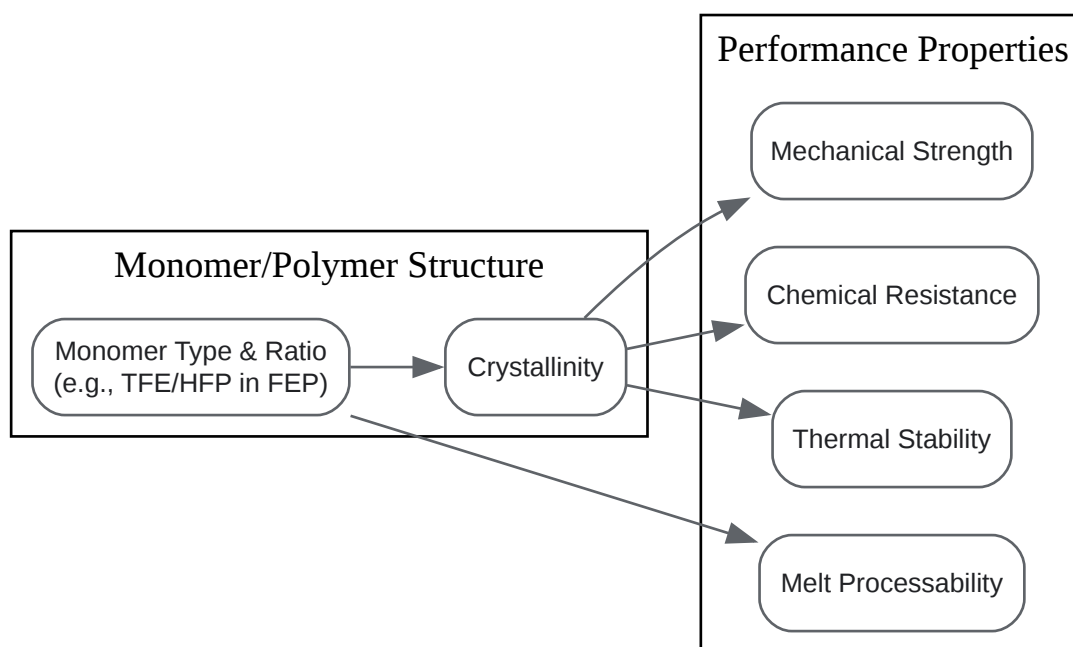 Performance Properties
Mechanical Strength
Monomer/Polymer Structure
Chemical Resistance
Monomer Type & Ratio
(e.g., TFE/HFP in FEP)
Crystallinity
Thermal Stability
Melt Processability